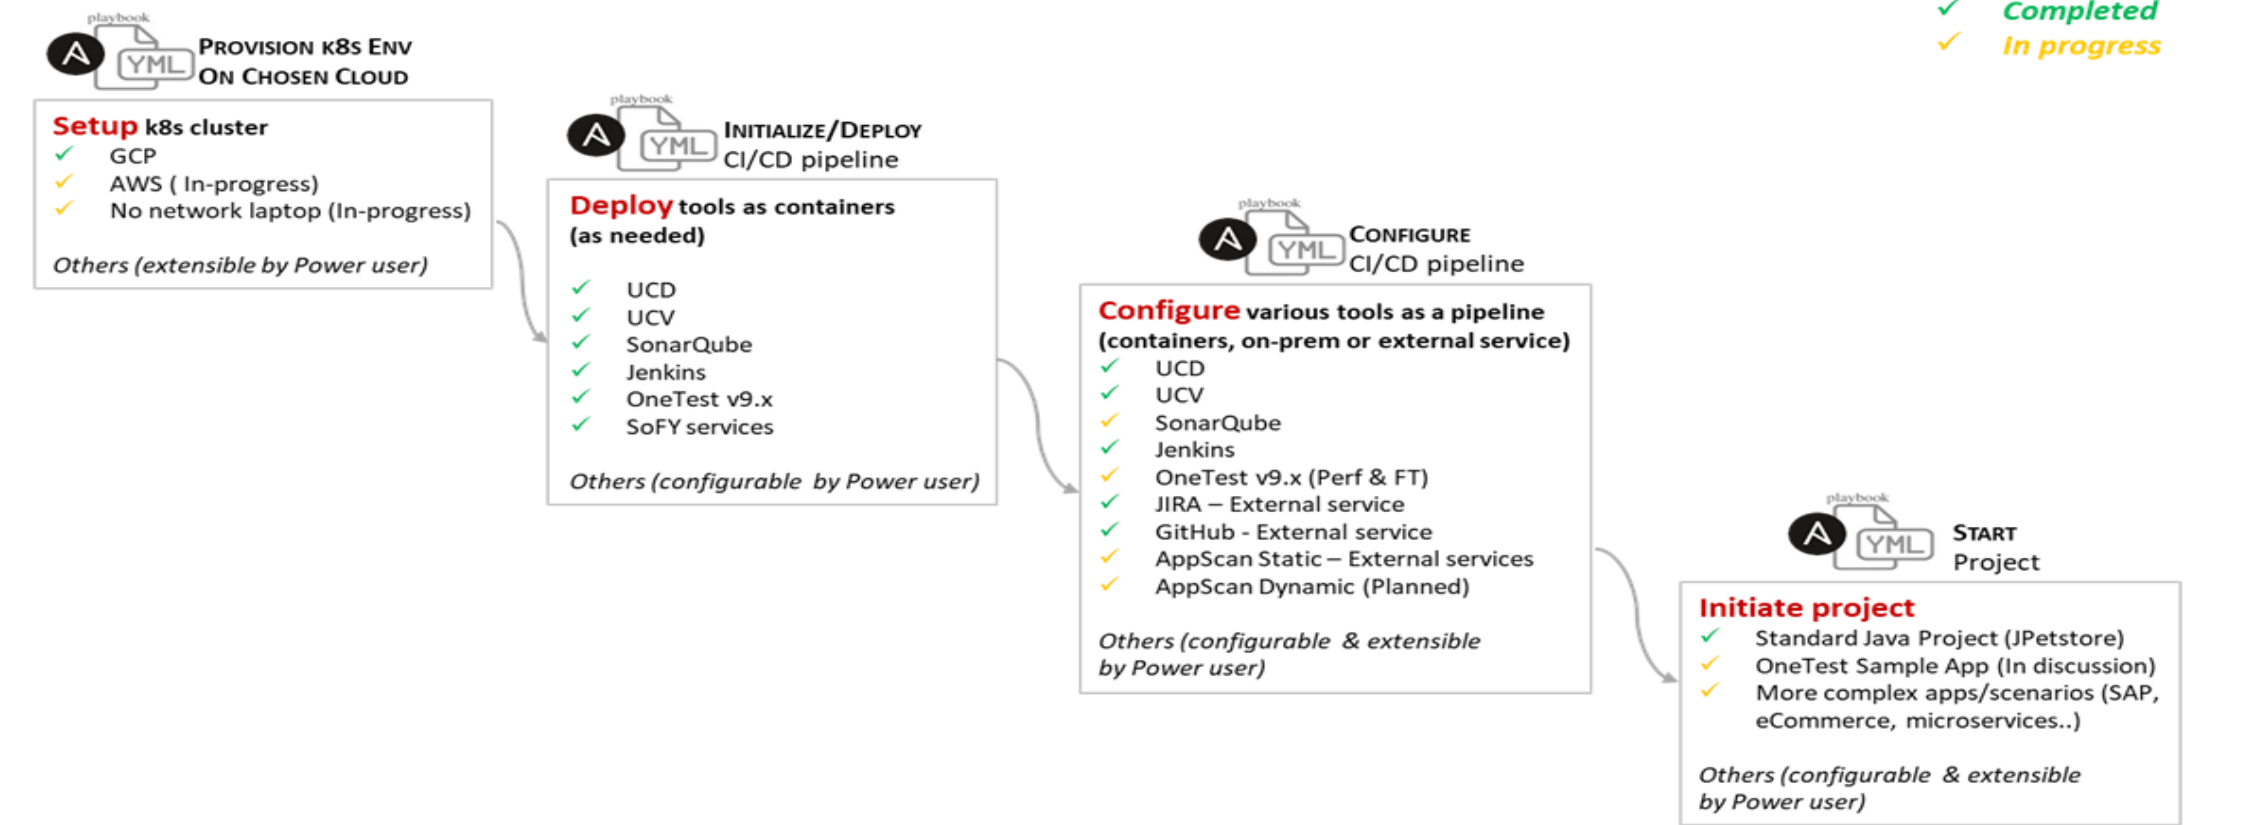 Completed
In progress
playbook
YML
PROVISION K8S ENV
ON CHOSEN CLOUD
Setup k8s cluster
GCP
AWS ( In-progress)
No network laptop (In-progress)
Others (extensible by Power user)
playbook
YML
INITIALIZE/DEPLOY
CI/CD pipeline
Deploy tools as containers
(as needed)
UCD
UCV
SonarQube
Jenkins
OneTest v9.x
SoFY services
Others (configurable by Power user)
playbook
YML
CONFIGURE
CI/CD pipeline
Configure various tools as a pipeline
(containers, on-prem or external service)
UCD
UCV
SonarQube
Jenkins
OneTest v9.x (Perf & FT)
JIRA – External service
GitHub - External service
AppScan Static – External services
AppScan Dynamic (Planned)
Others (configurable & extensible
by Power user)
playbook
YML
START
Project
Initiate project
Standard Java Project (JPetstore)
OneTest Sample App (In discussion)
More complex apps/scenarios (SAP,
eCommerce, microservices..)
Others (configurable & extensible
by Power user)